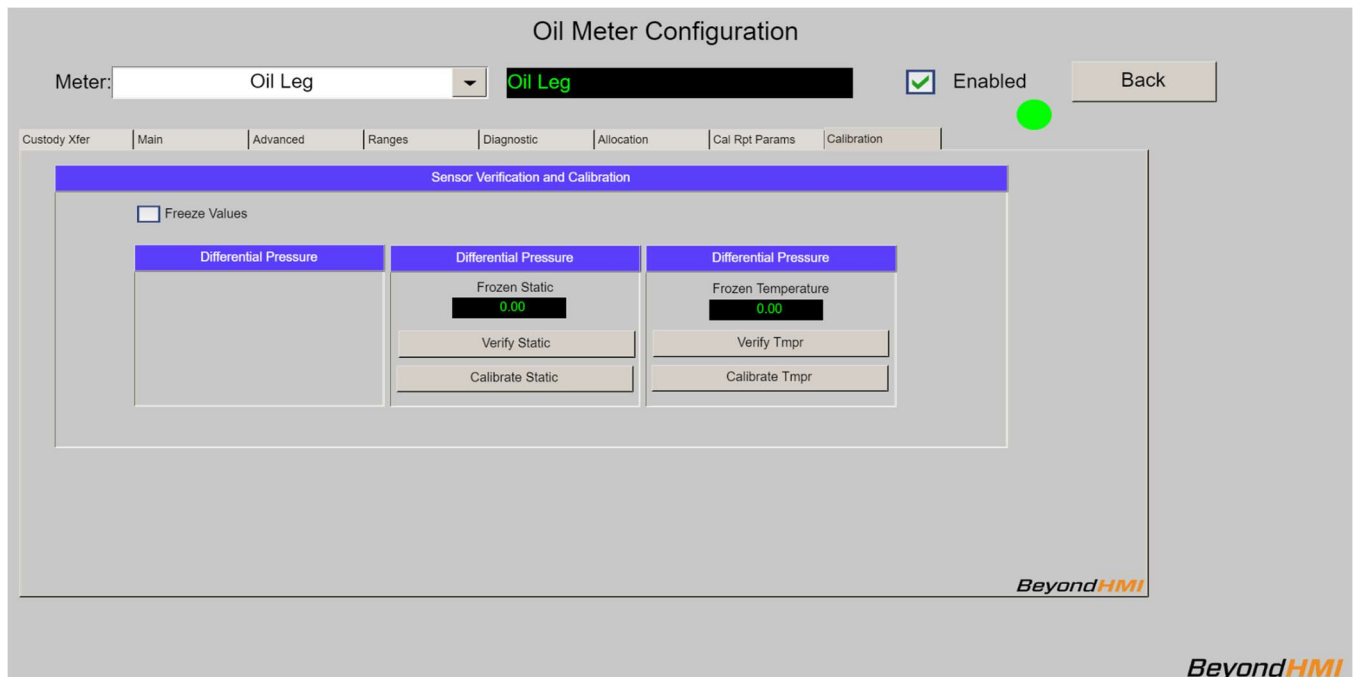 Oil Meter Configuration
Meter: Oil Leg Oil Leg Enabled Back
Custody Xfer Main Advanced Ranges Diagnostic Allocation Cal Rpt Params Calibration
Sensor Verification and Calibration
Freeze Values
Differential Pressure Differential Pressure Differential Pressure
Frozen Static Frozen Temperature
0.00 0.00
Verify Static Verify Tmpr
Calibrate Static Calibrate Tmpr
BeyondHMI
BeyondHMI